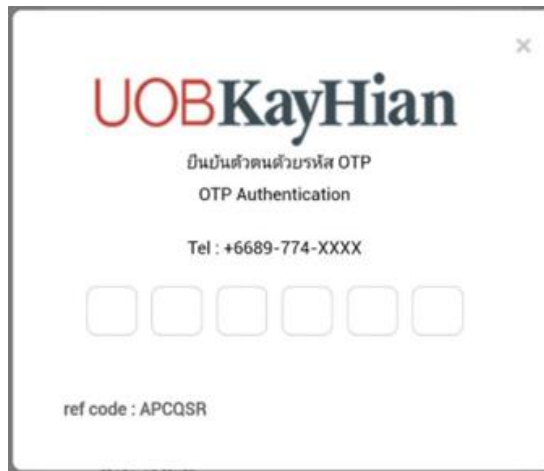 UOBKayHian
ยืนยันตัวตนด้วยรหัส OTP
OTP Authentication
Tel : +6689-774-XXXX
ref code : APCQSR